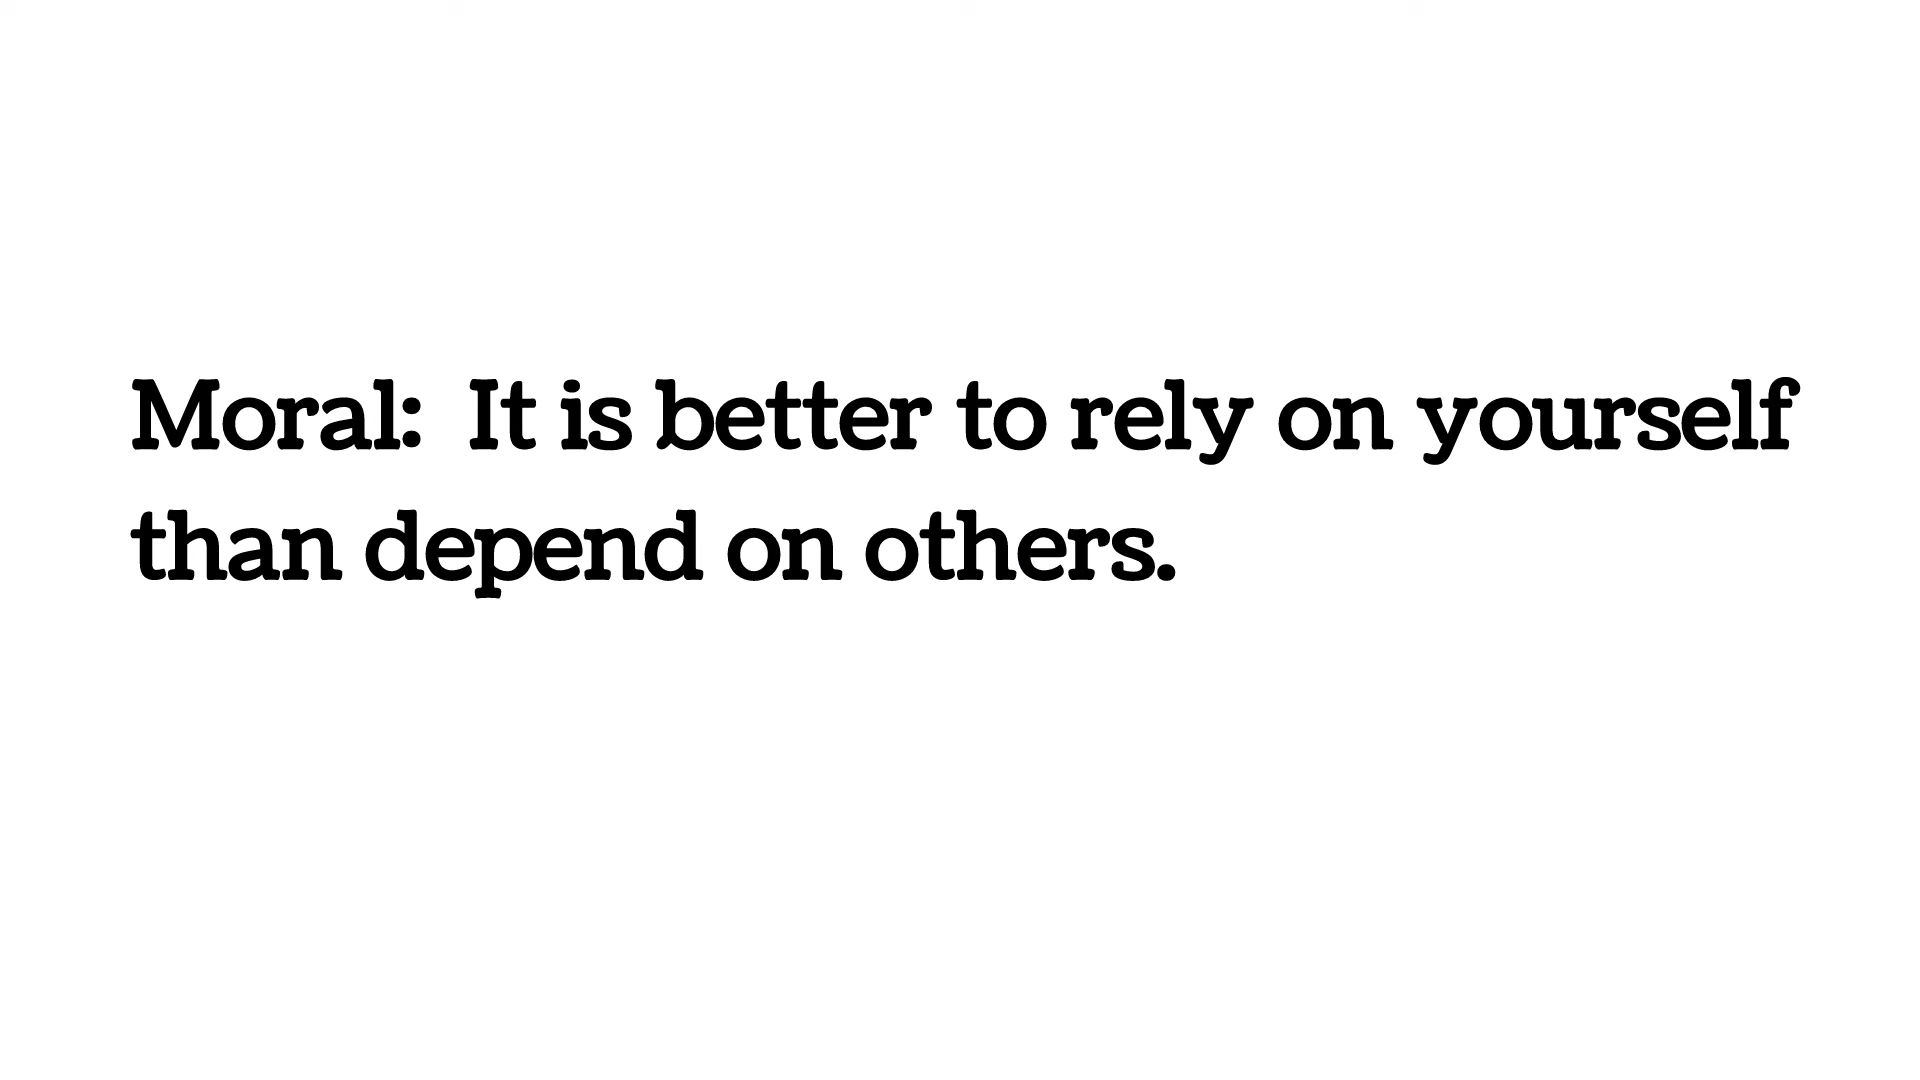 Moral:  It is better to rely on yourself
than depend on others.